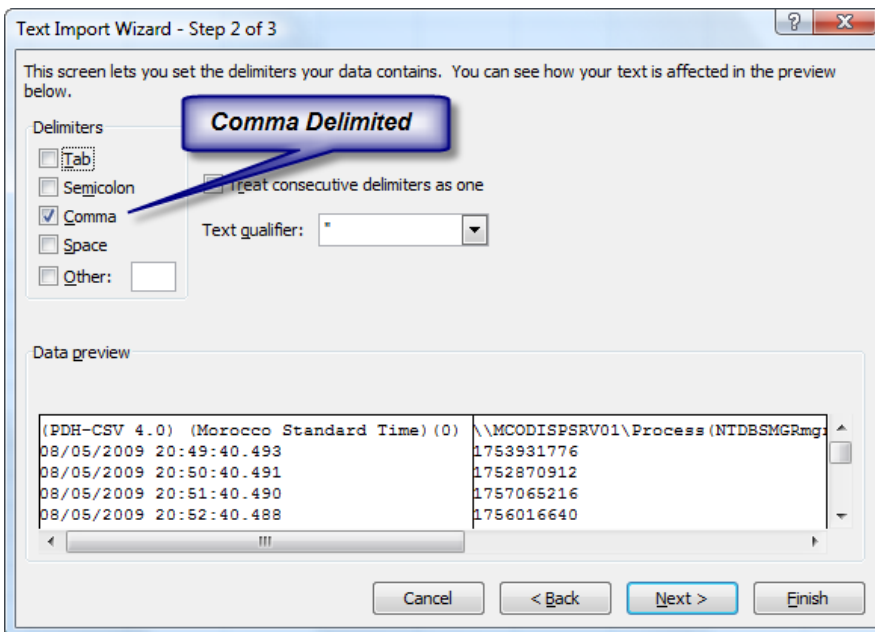 Text Import Wizard - Step 2 of 3
This screen lets you set the delimiters your data contains.  You can see how your text is affected in the preview
below.
Delimiters
Comma Delimited
Tab
Semicolon
Treat consecutive delimiters as one
Comma
Text qualifier: "
Space
Other:
Data preview
(PDH-CSV 4.0) (Morocco Standard Time)(0) \\MCODISPSRV01\Process(NTDBSMGRmgr
08/05/2009 20:49:40.493 1753931776
08/05/2009 20:50:40.491 1752870912
08/05/2009 20:51:40.490 1757065216
08/05/2009 20:52:40.488 1756016640
Cancel < Back Next > Finish